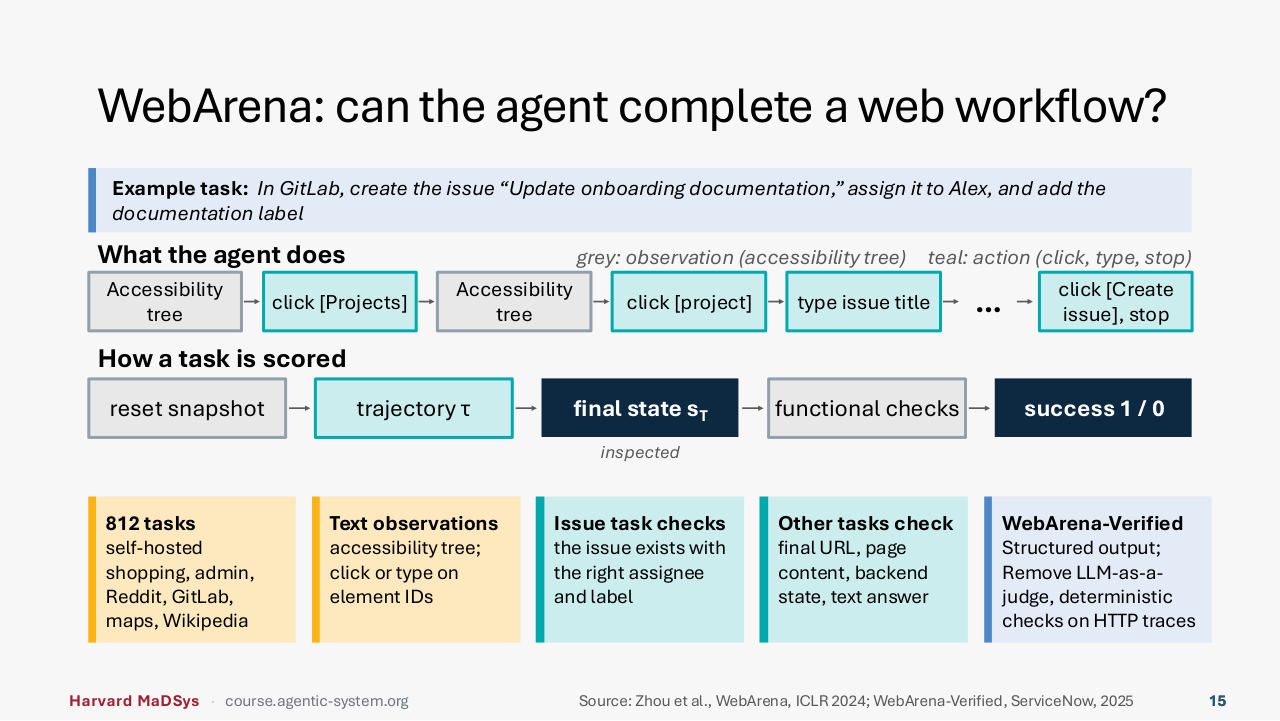 WebArena: can the agent complete a web workflow?
Example task: In GitLab, create the issue “Update onboarding documentation,” assign it to Alex, and add the
documentation label
What the agent does
grey: observation (accessibility tree) teal: action (click, type, stop)
Accessibility
tree
click [Projects]
Accessibility
tree
click [project]
type issue title
...
click [Create
issue], stop
How a task is scored
reset snapshot
trajectory τ
final state sT
functional checks
success 1 / 0
inspected
812 tasks
self-hosted
shopping, admin,
Reddit, GitLab,
maps, Wikipedia
Text observations
accessibility tree;
click or type on
element IDs
Issue task checks
the issue exists with
the right assignee
and label
Other tasks check
final URL, page
content, backend
state, text answer
WebArena-Verified
Structured output;
Remove LLM-as-a-
judge, deterministic
checks on HTTP traces
Harvard MaDSys · course.agentic-system.org
Source: Zhou et al., WebArena, ICLR 2024; WebArena-Verified, ServiceNow, 2025
15